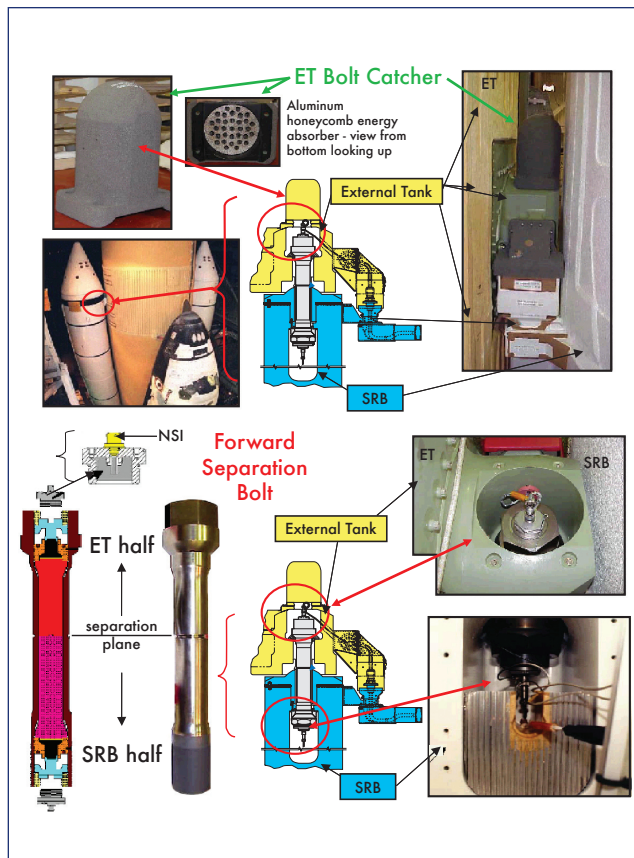 ET Bolt Catcher
ET
Aluminum
honeycomb energy
absorber - view from
bottom looking up
External Tank
SRB
NSI
Forward
Separation
Bolt
ET
SRB
External Tank
ET half
separation
plane
SRB half
SRB